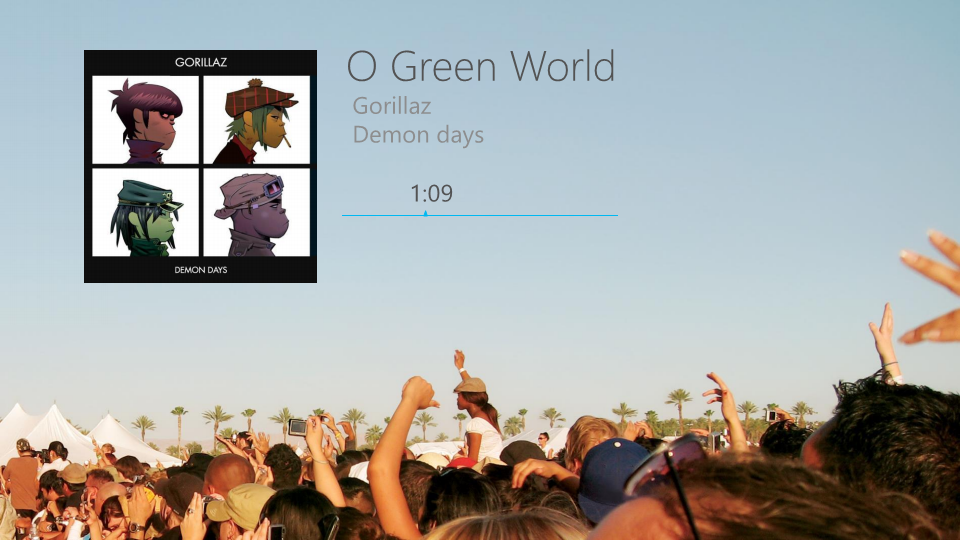 GORILLAZ
DEMON DAYS
O Green World
Gorillaz
Demon days
1:09